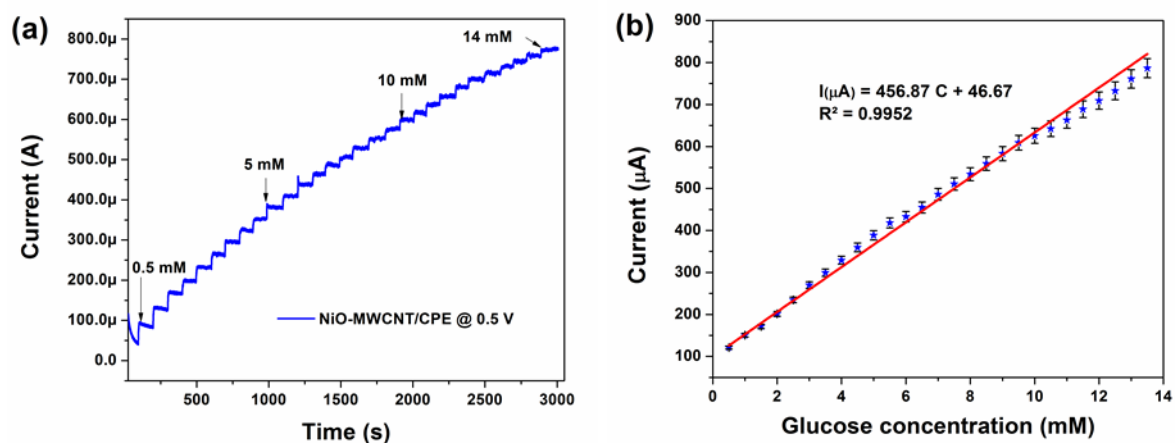 (a)
800.0µ
700.0µ
600.0µ
500.0µ
400.0µ
300.0µ
200.0µ
100.0µ
0.0
Current (A)
0.5 mM
5 mM
10 mM
14 mM
NiO-MWCNT/CPE @ 0.5 V
500 1000 1500 2000 2500 3000
Time (s)
(b)
900
800
700
600
500
400
300
200
100
Current (µA)
I(µA) = 456.87 C + 46.67
R² = 0.9952
0 2 4 6 8 10 12 14
Glucose concentration (mM)